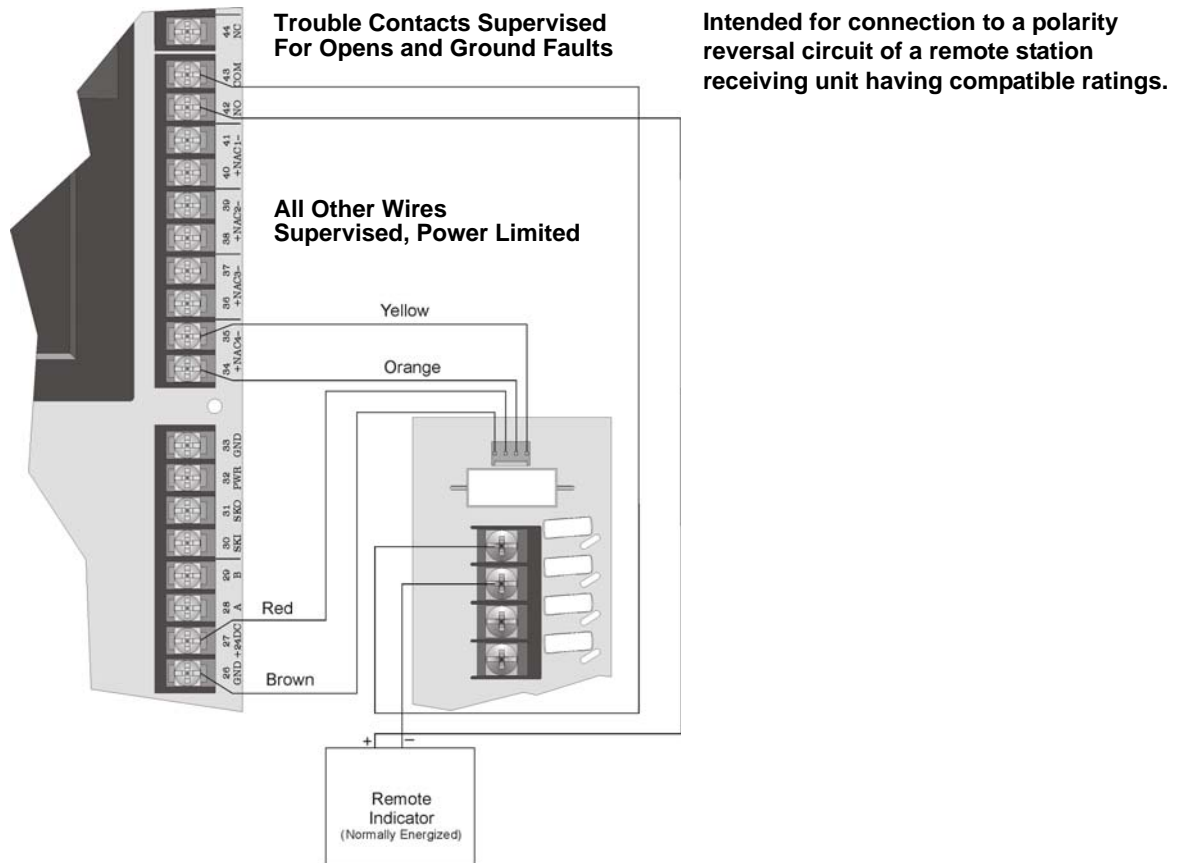 Trouble Contacts Supervised
For Opens and Ground Faults
Intended for connection to a polarity
reversal circuit of a remote station
receiving unit having compatible ratings.
44 NC
43 COM
42 NO
41
40 +NAC1-
39
38 +NAC2-
37
36 +NAC3-
35
34 +NAC4-
All Other Wires
Supervised, Power Limited
Yellow
Orange
33 GND
32 PWR
31 SKO
30 SKI
29 B
28 A
27 +24DC
26 GND
Red
Brown
+ −
Remote
Indicator
(Normally Energized)